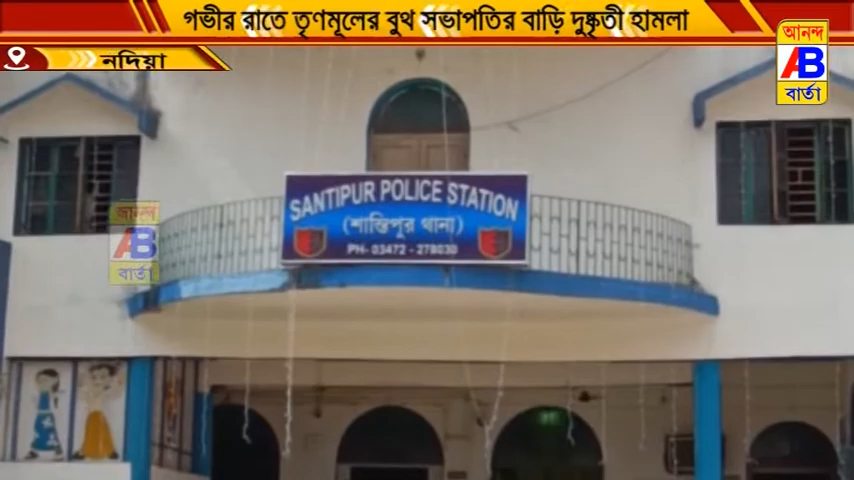 গভীর রাতে তৃণমূলের বুথ সভাপতির বাড়ি দুষ্কৃতী হামলা
নদিয়া
আনন্দ
AB
বার্তা
SANTIPUR POLICE STATION
(শান্তিপুর থানা)
PH- 03472 - 278030
আনন্দ
AB
বার্তা